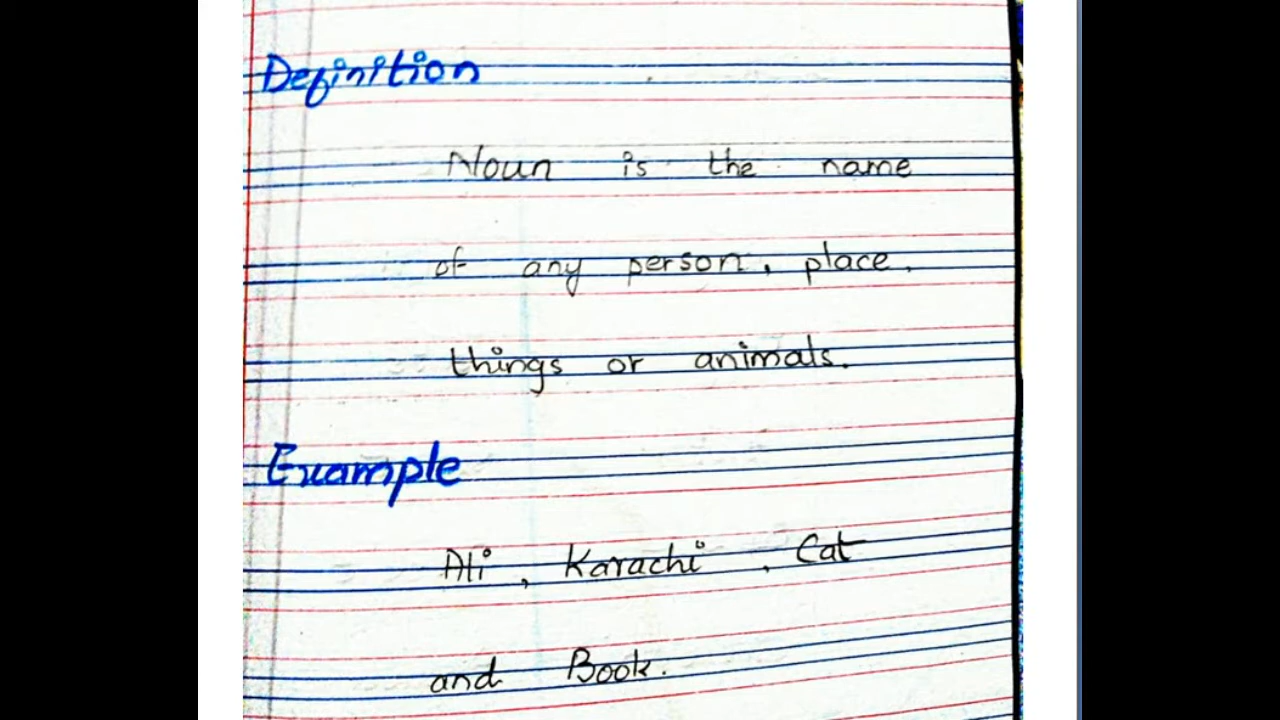 Definition
Noun is the name
of any person, place,
things or animals.
Example
Ali, Karachi, Cat
and Book.